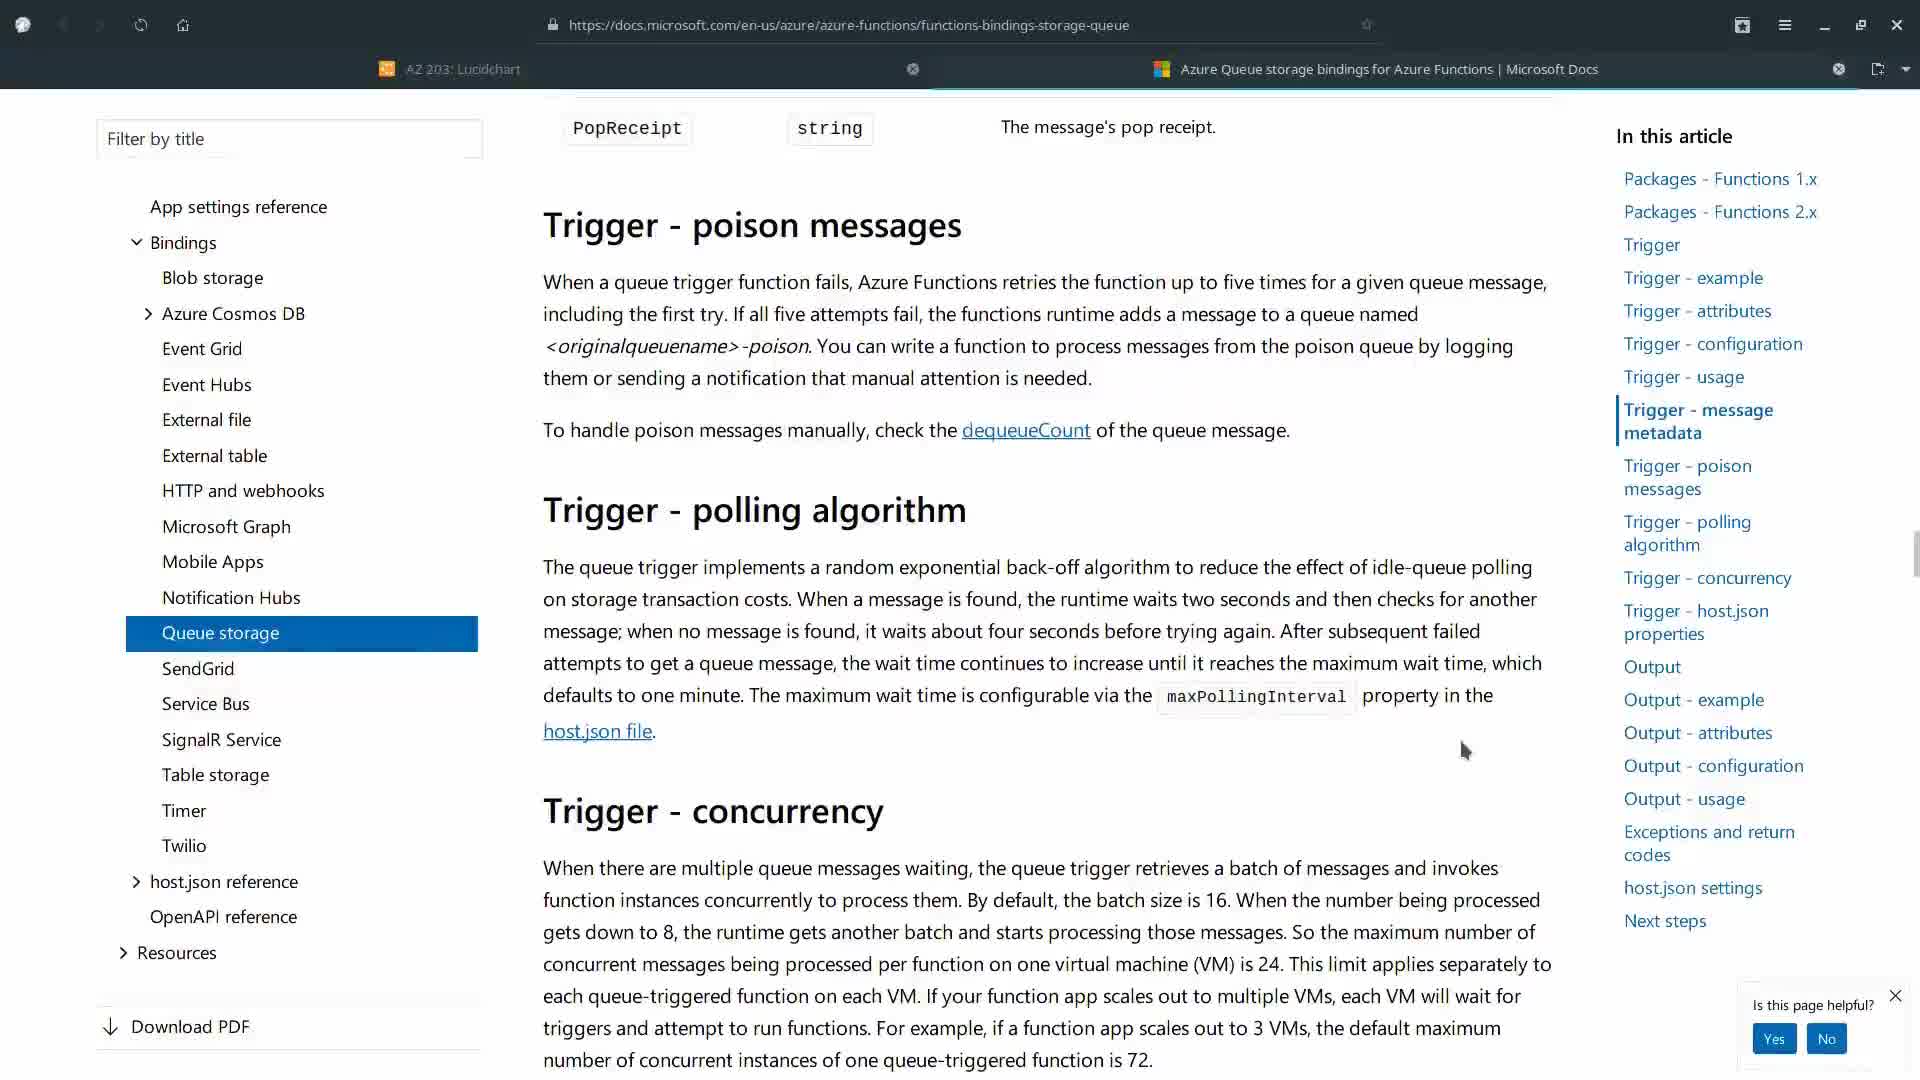 https://docs.microsoft.com/en-us/azure/azure-functions/functions-bindings-storage-queue
AZ 203: Lucidchart
Azure Queue storage bindings for Azure Functions | Microsoft Docs
Filter by title
App settings reference
Bindings
Blob storage
Azure Cosmos DB
Event Grid
Event Hubs
External file
External table
HTTP and webhooks
Microsoft Graph
Mobile Apps
Notification Hubs
Queue storage
SendGrid
Service Bus
SignalR Service
Table storage
Timer
Twilio
host.json reference
OpenAPI reference
Resources
Download PDF
PopReceipt string The message's pop receipt.
Trigger - poison messages
When a queue trigger function fails, Azure Functions retries the function up to five times for a given queue message,
including the first try. If all five attempts fail, the functions runtime adds a message to a queue named
<originalqueuename>-poison. You can write a function to process messages from the poison queue by logging
them or sending a notification that manual attention is needed.
To handle poison messages manually, check the dequeueCount of the queue message.
Trigger - polling algorithm
The queue trigger implements a random exponential back-off algorithm to reduce the effect of idle-queue polling
on storage transaction costs. When a message is found, the runtime waits two seconds and then checks for another
message; when no message is found, it waits about four seconds before trying again. After subsequent failed
attempts to get a queue message, the wait time continues to increase until it reaches the maximum wait time, which
defaults to one minute. The maximum wait time is configurable via the maxPollingInterval property in the
host.json file.
Trigger - concurrency
When there are multiple queue messages waiting, the queue trigger retrieves a batch of messages and invokes
function instances concurrently to process them. By default, the batch size is 16. When the number being processed
gets down to 8, the runtime gets another batch and starts processing those messages. So the maximum number of
concurrent messages being processed per function on one virtual machine (VM) is 24. This limit applies separately to
each queue-triggered function on each VM. If your function app scales out to multiple VMs, each VM will wait for
triggers and attempt to run functions. For example, if a function app scales out to 3 VMs, the default maximum
number of concurrent instances of one queue-triggered function is 72.
In this article
Packages - Functions 1.x
Packages - Functions 2.x
Trigger
Trigger - example
Trigger - attributes
Trigger - configuration
Trigger - usage
Trigger - message
metadata
Trigger - poison
messages
Trigger - polling
algorithm
Trigger - concurrency
Trigger - host.json
properties
Output
Output - example
Output - attributes
Output - configuration
Output - usage
Exceptions and return
codes
host.json settings
Next steps
Is this page helpful?
Yes No